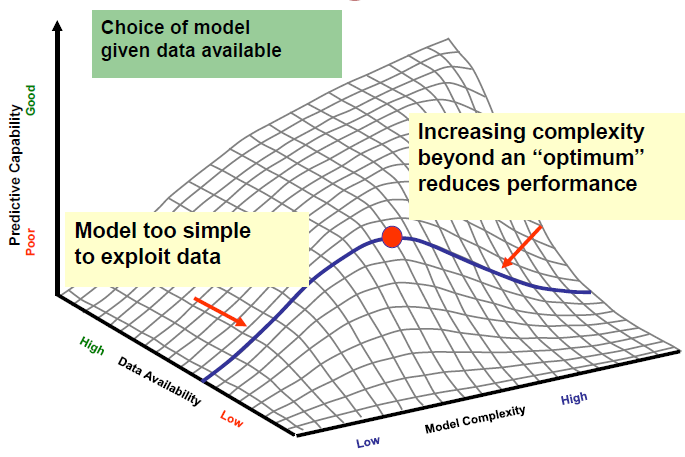 Choice of model
given data available
Increasing complexity
beyond an “optimum”
reduces performance
Model too simple
to exploit data
Predictive Capability
Good
Poor
High
Data Availability
Low
Low
Model Complexity
High